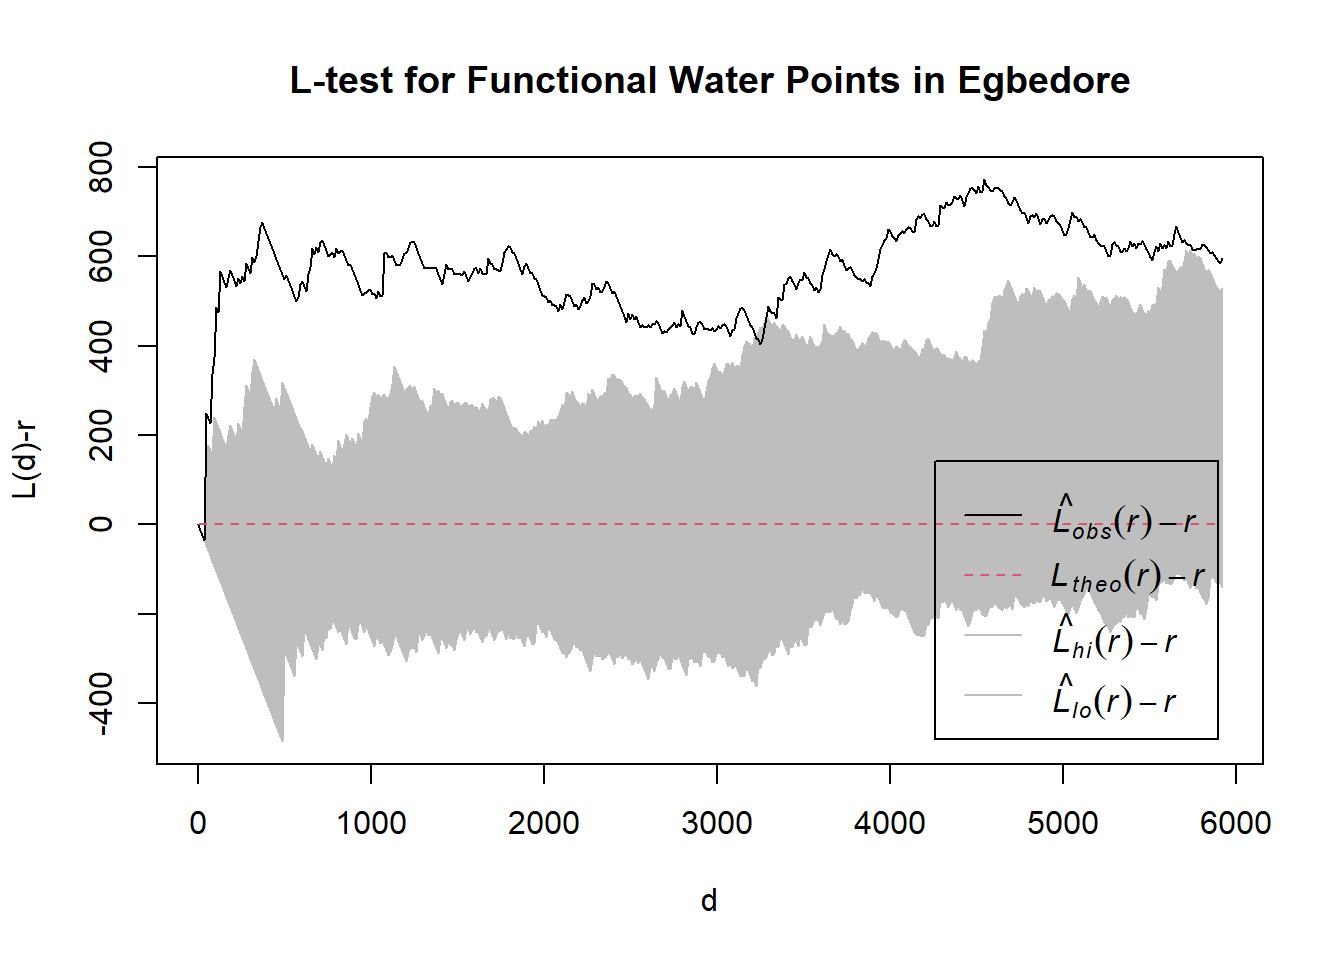 L-test for Functional Water Points in Egbedore
L(d)-r
800
600
400
200
0
-400
0 1000 2000 3000 4000 5000 6000
d
L̂obs(r) − r
Ltheo(r) − r
L̂hi(r) − r
L̂lo(r) − r